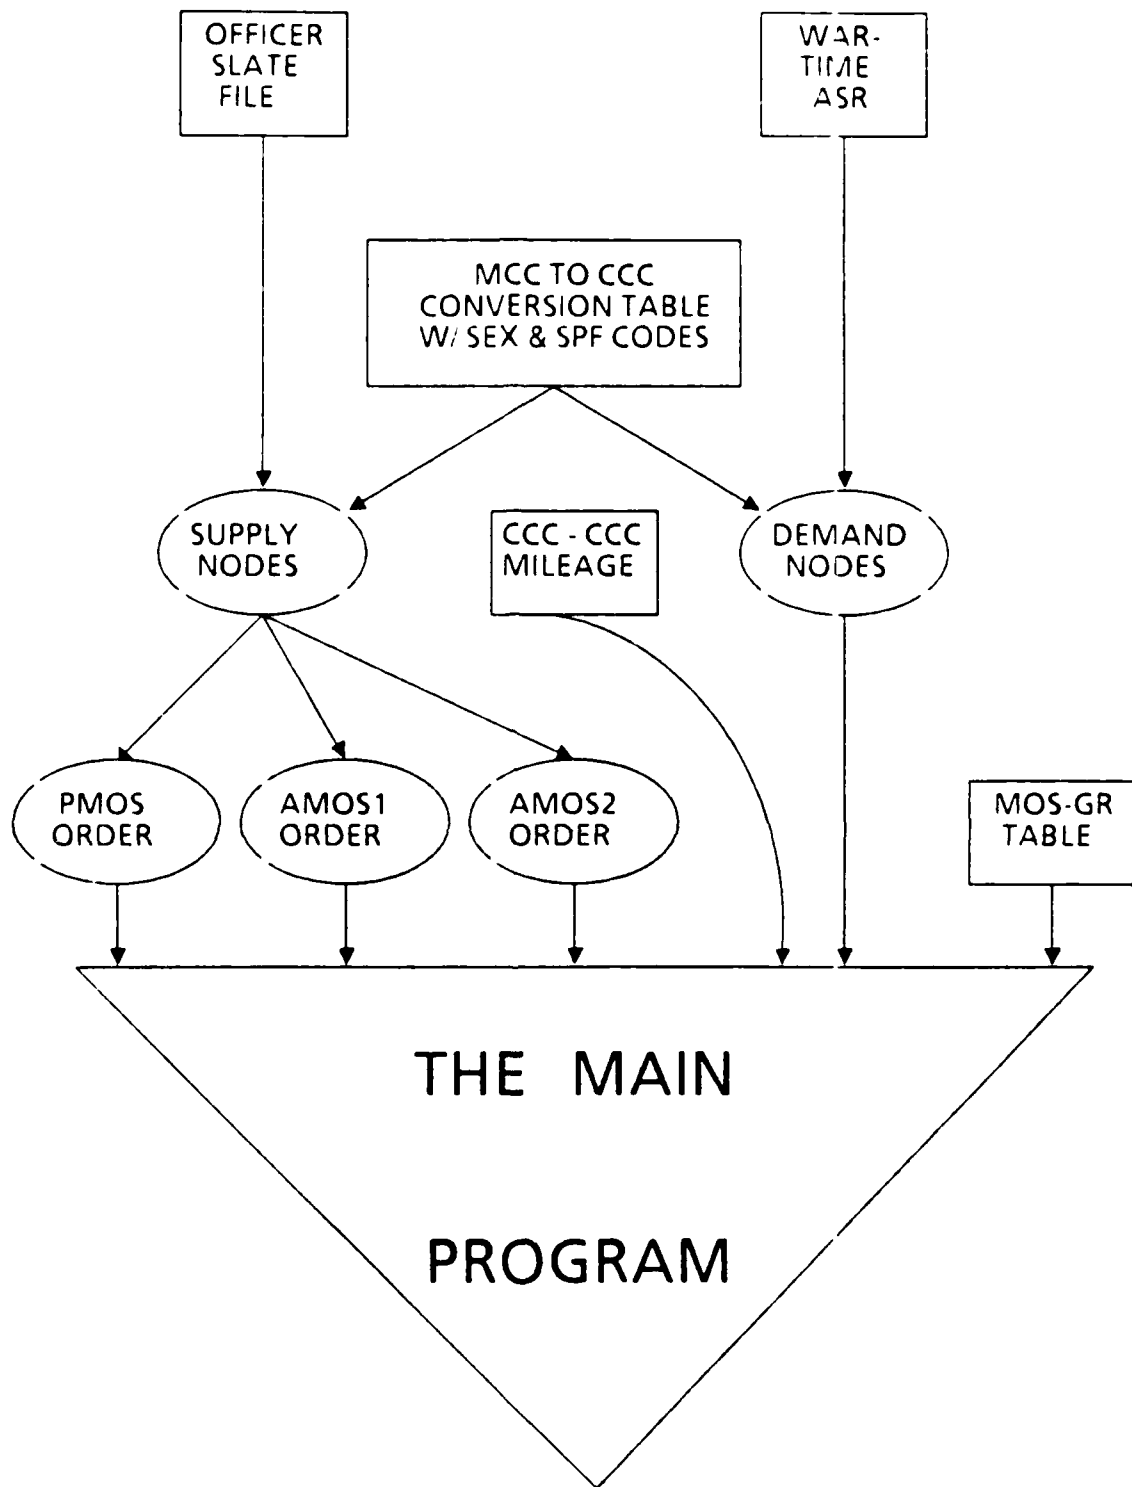 OFFICER
SLATE
FILE
WAR-
TIME
ASR
MCC TO CCC
CONVERSION TABLE
W/ SEX & SPF CODES
SUPPLY
NODES
CCC - CCC
MILEAGE
DEMAND
NODES
PMOS
ORDER
AMOS1
ORDER
AMOS2
ORDER
MOS-GR
TABLE
THE MAIN
PROGRAM